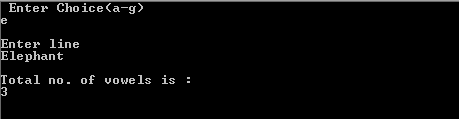 Enter Choice(a-g)
e
Enter line
Elephant
Total no. of vowels is :
3